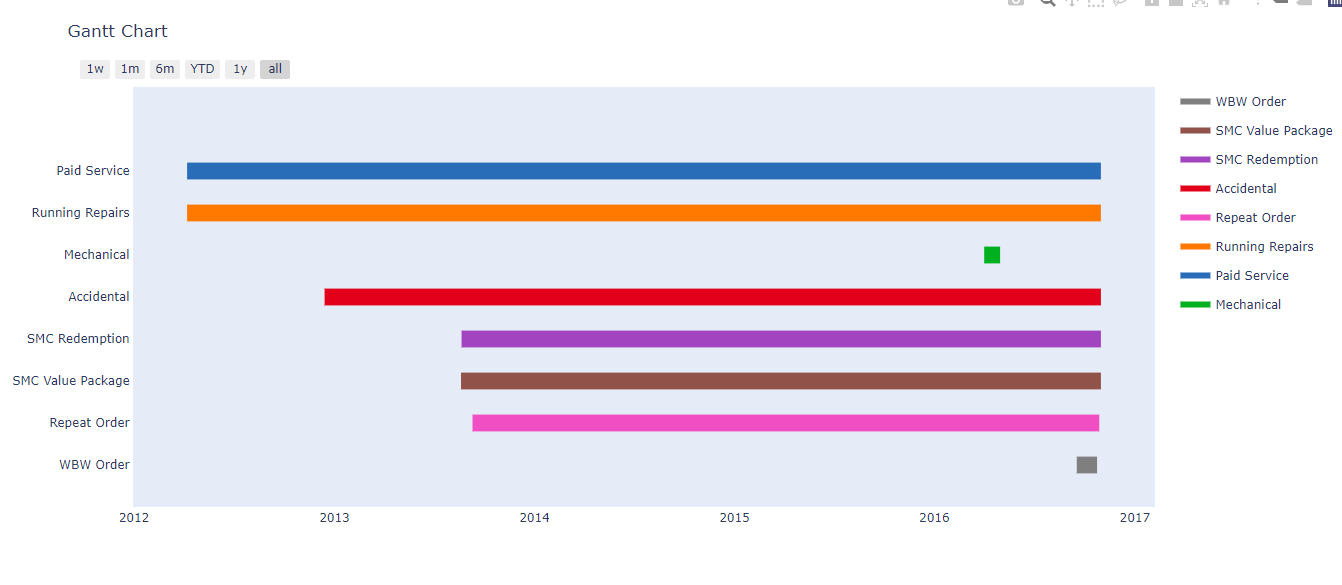 Gantt Chart
1w 1m 6m YTD 1y all
WBW Order
SMC Value Package
SMC Redemption
Accidental
Repeat Order
Running Repairs
Paid Service
Mechanical
Paid Service
Running Repairs
Mechanical
Accidental
SMC Redemption
SMC Value Package
Repeat Order
WBW Order
2012 2013 2014 2015 2016 2017